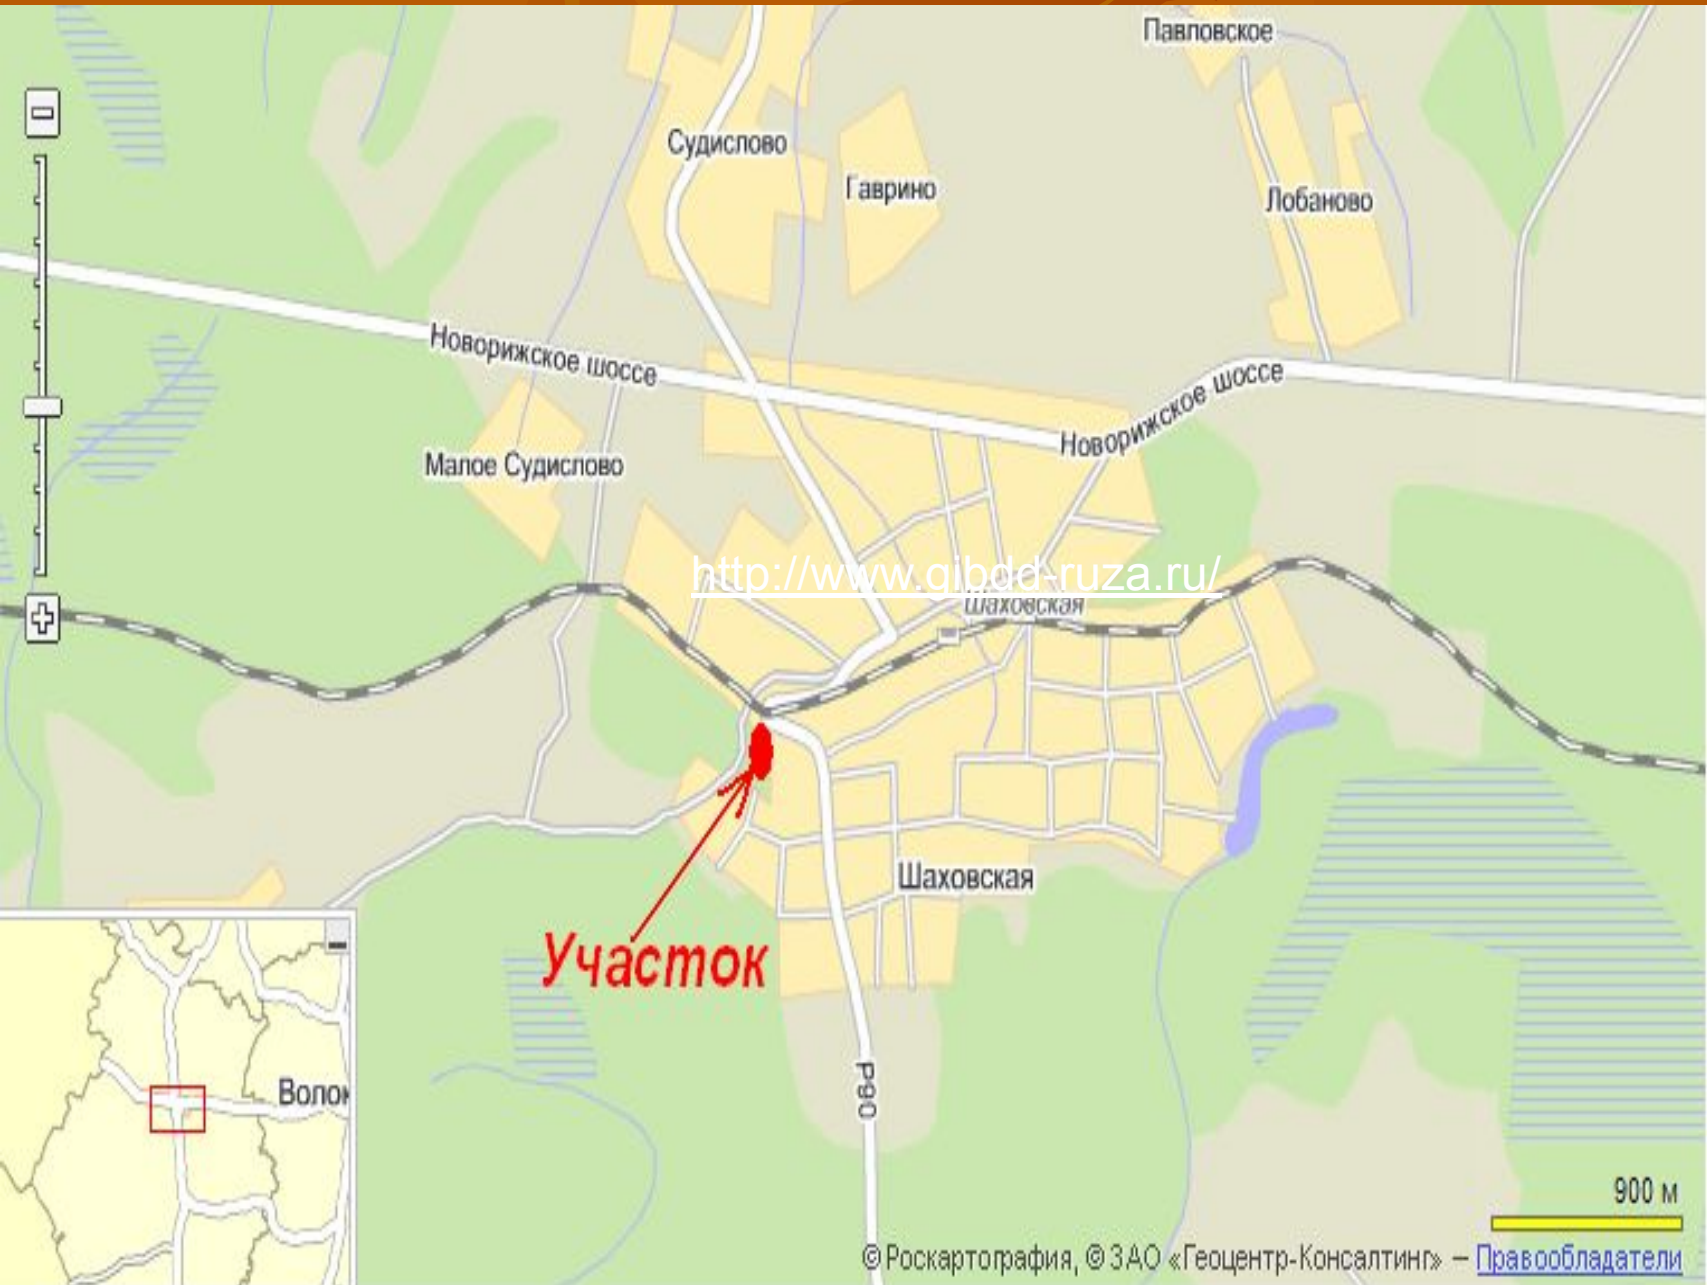 Павловское
Судислово
Гаврино
Лобаново
Новорижское шоссе
Новорижское шоссе
Малое Судислово
http://www.gibdd-ruza.ru/
Шаховская
Шаховская
Участок
Р90
Волок
900 м
©Роскартография, © ЗАО «Геоцентр-Консалтинг» — Правообладатели